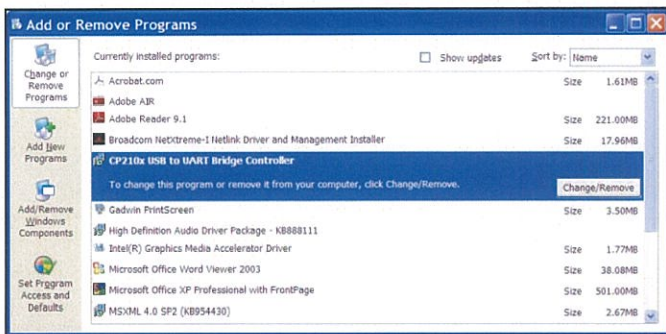 Add or Remove Programs
Change or
Remove
Programs
Add New
Programs
Add/Remove
Windows
Components
Set Program
Access and
Defaults
Currently installed programs:
Show updates
Sort by: Name
Acrobat.com Size 1.61MB
Adobe AIR
Adobe Reader 9.1 Size 221.00MB
Broadcom NetXtreme-I Netlink Driver and Management Installer Size 17.96MB
CP210x USB to UART Bridge Controller
To change this program or remove it from your computer, click Change/Remove. Change/Remove
Gadwin PrintScreen Size 3.50MB
High Definition Audio Driver Package - KB888111
Intel(R) Graphics Media Accelerator Driver Size 1.77MB
Microsoft Office Word Viewer 2003 Size 38.08MB
Microsoft Office XP Professional with FrontPage Size 501.00MB
MSXML 4.0 SP2 (KB954430) Size 2.67MB